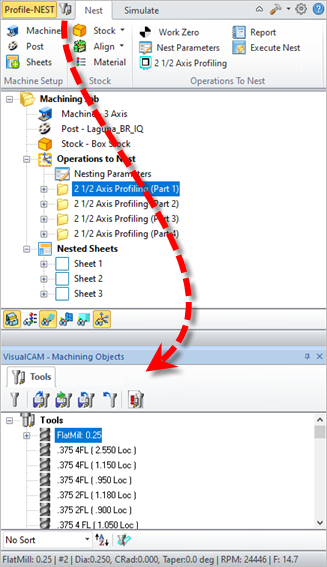 Profile-NEST Nest Simulate
Machine Stock Work Zero Report
Post Align Nest Parameters Execute Nest
Sheets Material 2 1/2 Axis Profiling
Machine Setup Stock Operations To Nest
Machining Job
Machine 3 Axis
Post - Laguna_BR_IQ
Stock - Box Stock
Operations to Nest
Nesting Parameters
2 1/2 Axis Profiling (Part 1)
2 1/2 Axis Profiling (Part 2)
2 1/2 Axis Profiling (Part 3)
2 1/2 Axis Profiling (Part 4)
Nested Sheets
Sheet 1
Sheet 2
Sheet 3
VisualCAM - Machining Objects
Tools
Tools
FlatMill: 0.25
.375 4FL ( 2.550 Loc )
.375 4FL ( 1.150 Loc )
.375 4FL ( .950 Loc )
.375 2FL ( 1.180 Loc )
.375 2FL ( .900 Loc )
.375 4 FL ( 1.050 Loc )
No Sort
FlatMill: 0.25 | #2 | Dia:0.250, CRad:0.000, Taper:0.0 deg | RPM: 24446 | F: 14.7